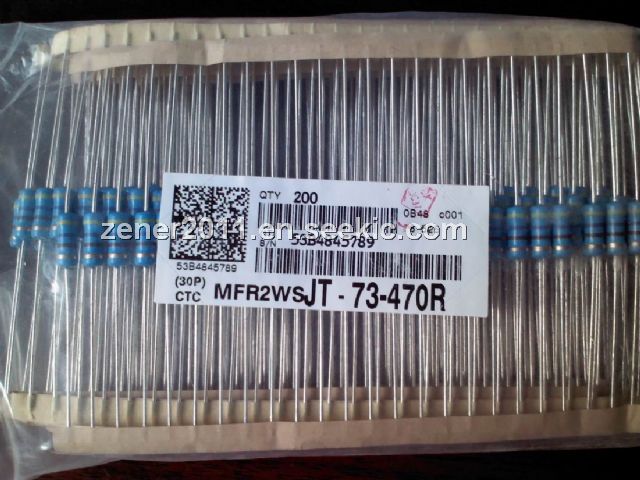 QTY 200
0B48 c001
S/N 53B4845789
53B4845789
(30P)
CTC MFR2WSJT - 73-470R
zener2011.en.seekic.com